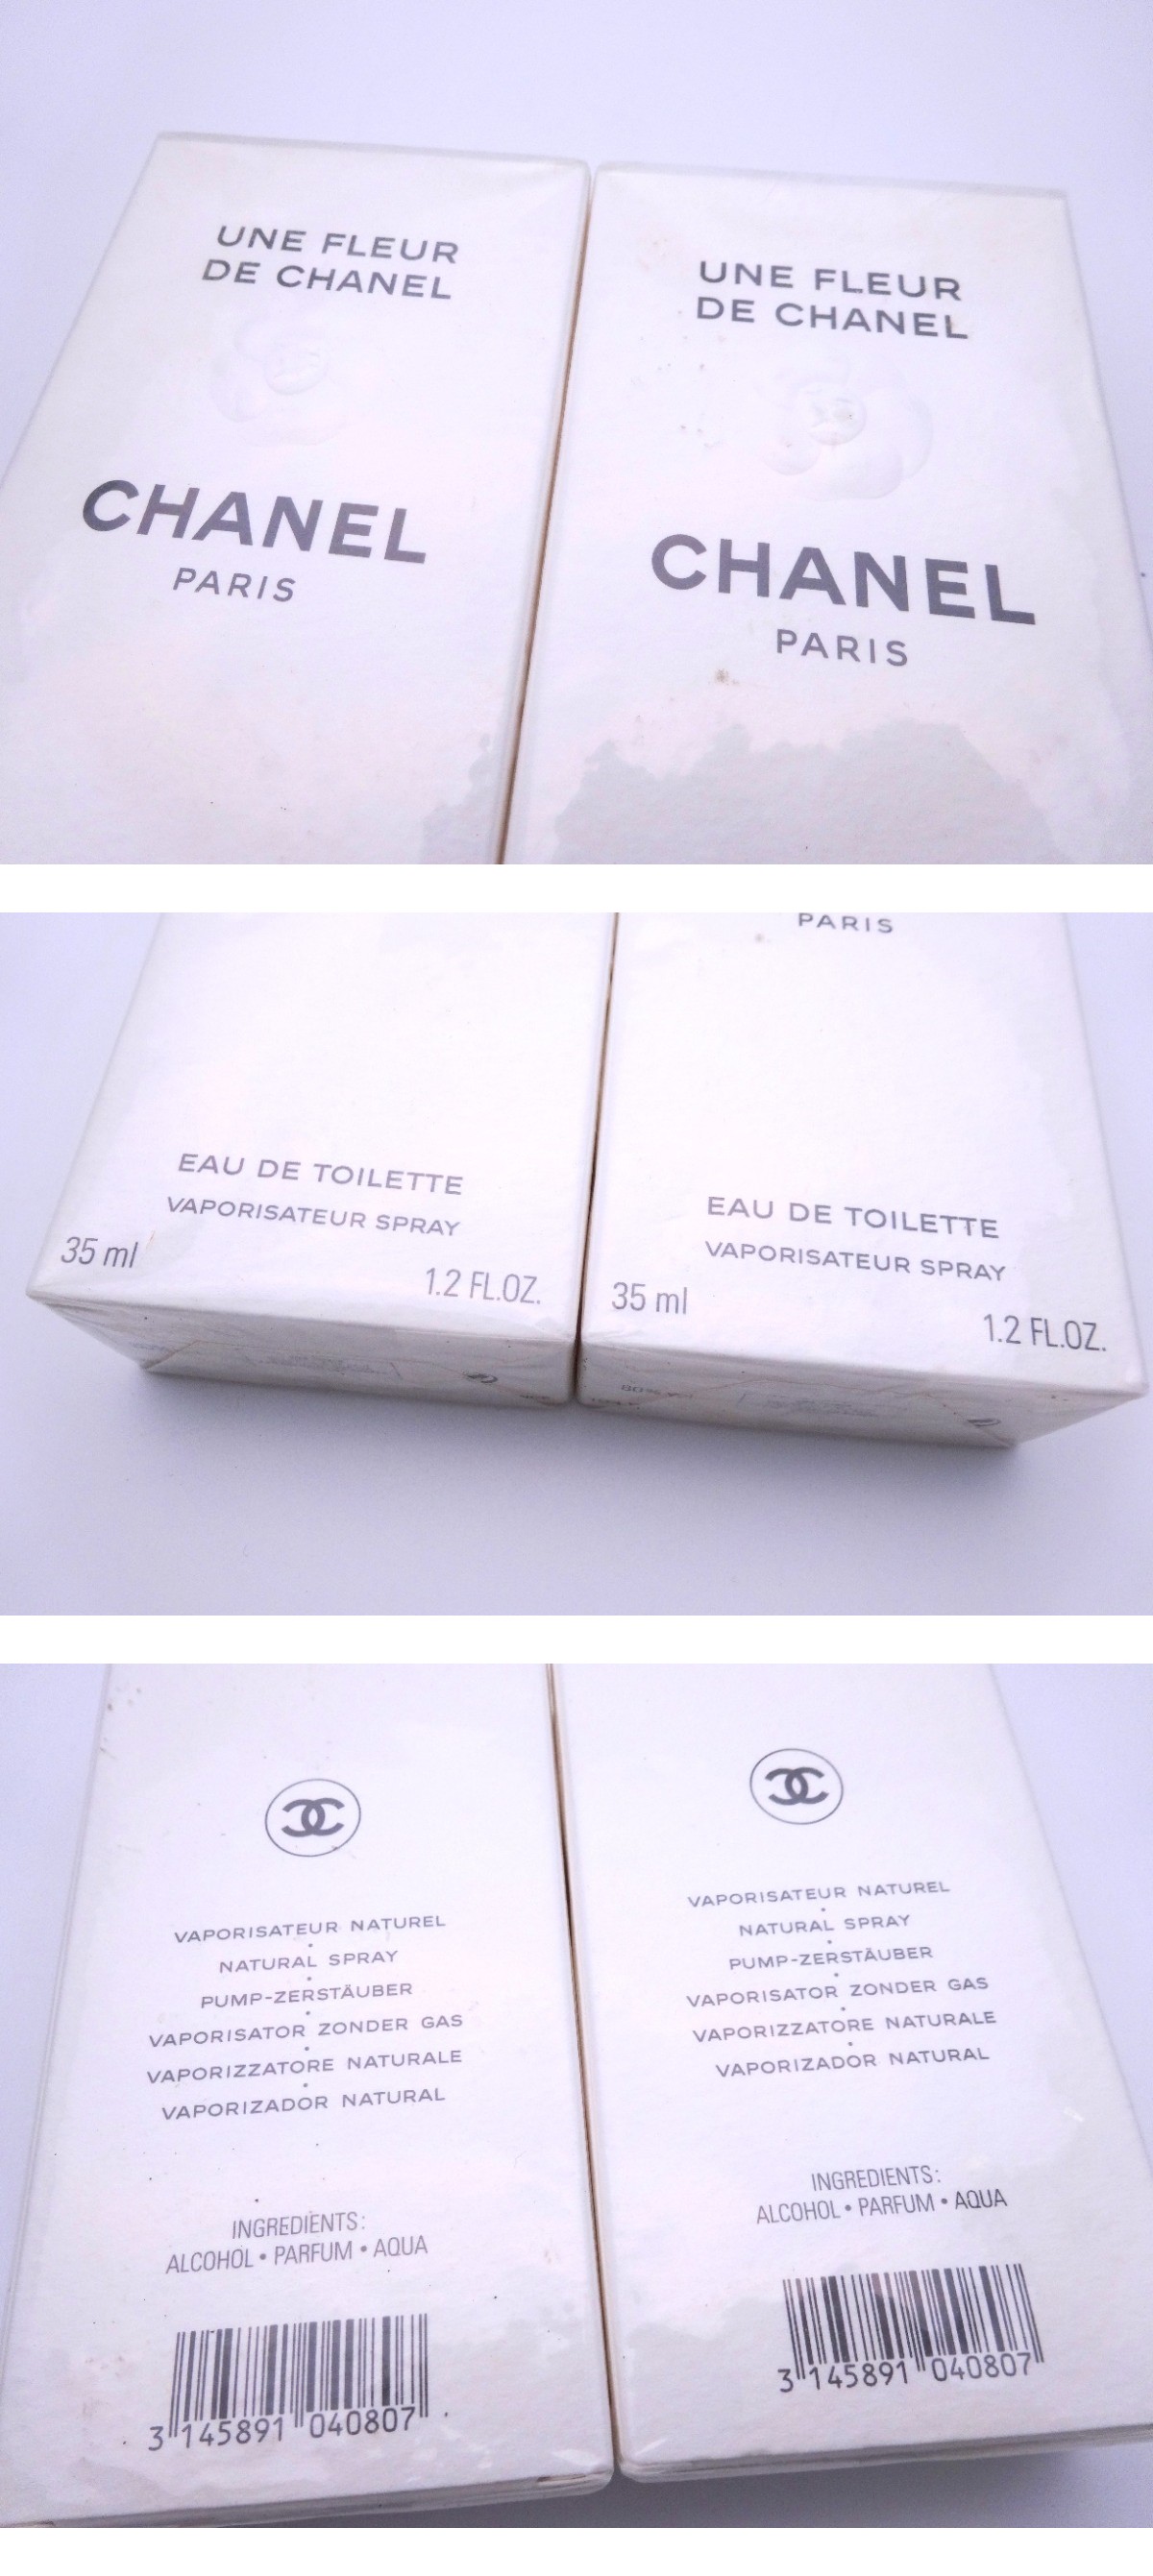 UNE FLEUR
DE CHANEL
CHANEL
PARIS
UNE FLEUR
DE CHANEL
CHANEL
PARIS
EAU DE TOILETTE
VAPORISATEUR SPRAY
35 ml
1.2 FL.OZ.
PARIS
EAU DE TOILETTE
VAPORISATEUR SPRAY
35 ml
1.2 FL.OZ.
VAPORISATEUR NATUREL
•
NATURAL SPRAY
•
PUMP-ZERSTÄUBER
•
VAPORISATOR ZONDER GAS
•
VAPORIZZATORE NATURALE
•
VAPORIZADOR NATURAL
INGREDIENTS:
ALCOHOL • PARFUM • AQUA
3 145891 040807
VAPORISATEUR NATUREL
•
NATURAL SPRAY
•
PUMP-ZERSTÄUBER
•
VAPORISATOR ZONDER GAS
•
VAPORIZZATORE NATURALE
•
VAPORIZADOR NATURAL
INGREDIENTS:
ALCOHOL • PARFUM • AQUA
3 145891 040807